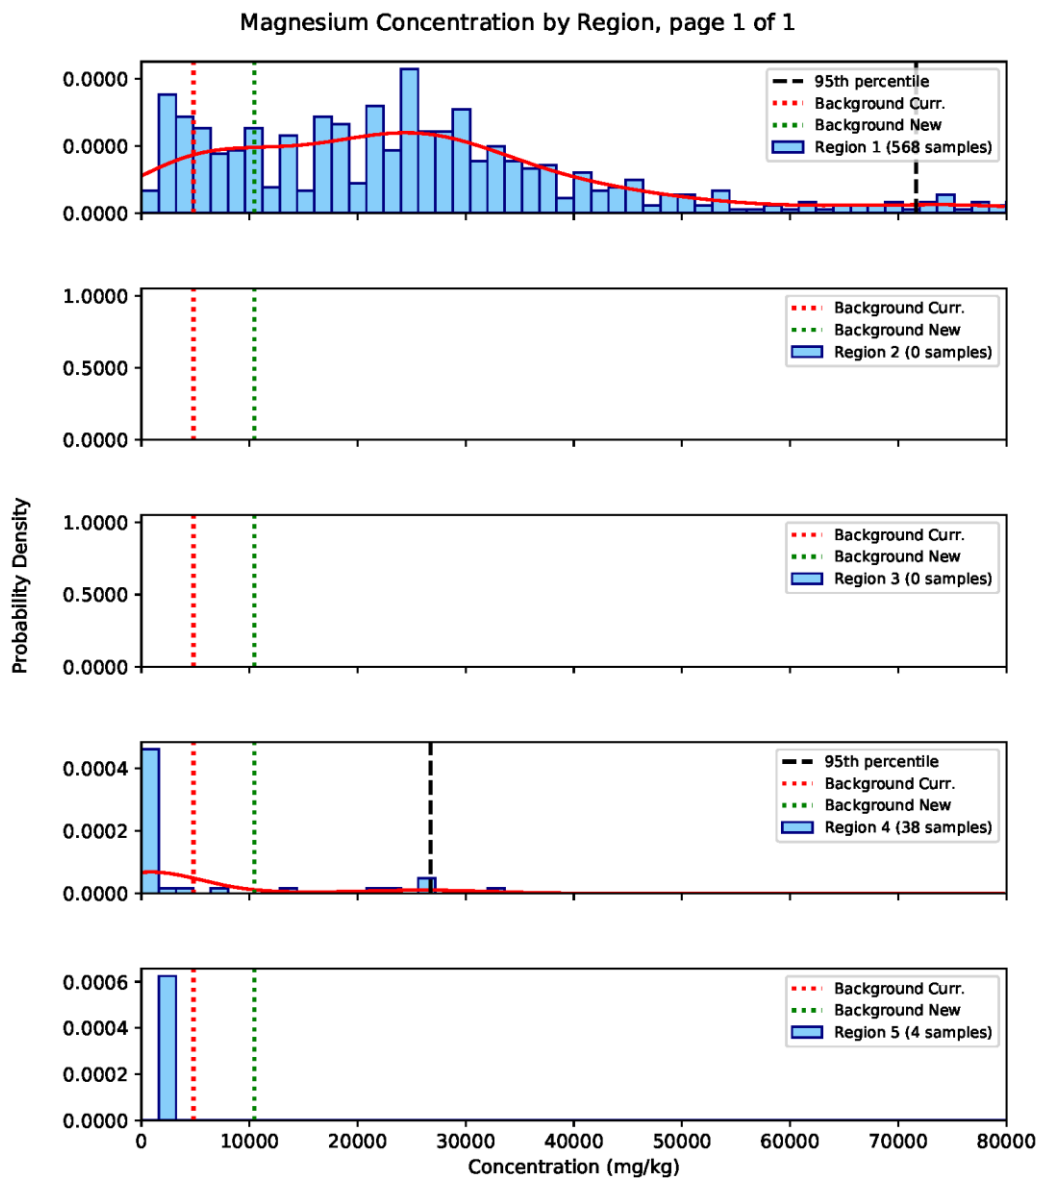 Magnesium Concentration by Region, page 1 of 1
0.0000
0.0000
0.0000
95th percentile
Background Curr.
Background New
Region 1 (568 samples)
1.0000
0.5000
0.0000
Background Curr.
Background New
Region 2 (0 samples)
Probability Density
1.0000
0.5000
0.0000
Background Curr.
Background New
Region 3 (0 samples)
0.0004
0.0002
0.0000
95th percentile
Background Curr.
Background New
Region 4 (38 samples)
0.0006
0.0004
0.0002
0.0000
Background Curr.
Background New
Region 5 (4 samples)
0 10000 20000 30000 40000 50000 60000 70000 80000
Concentration (mg/kg)